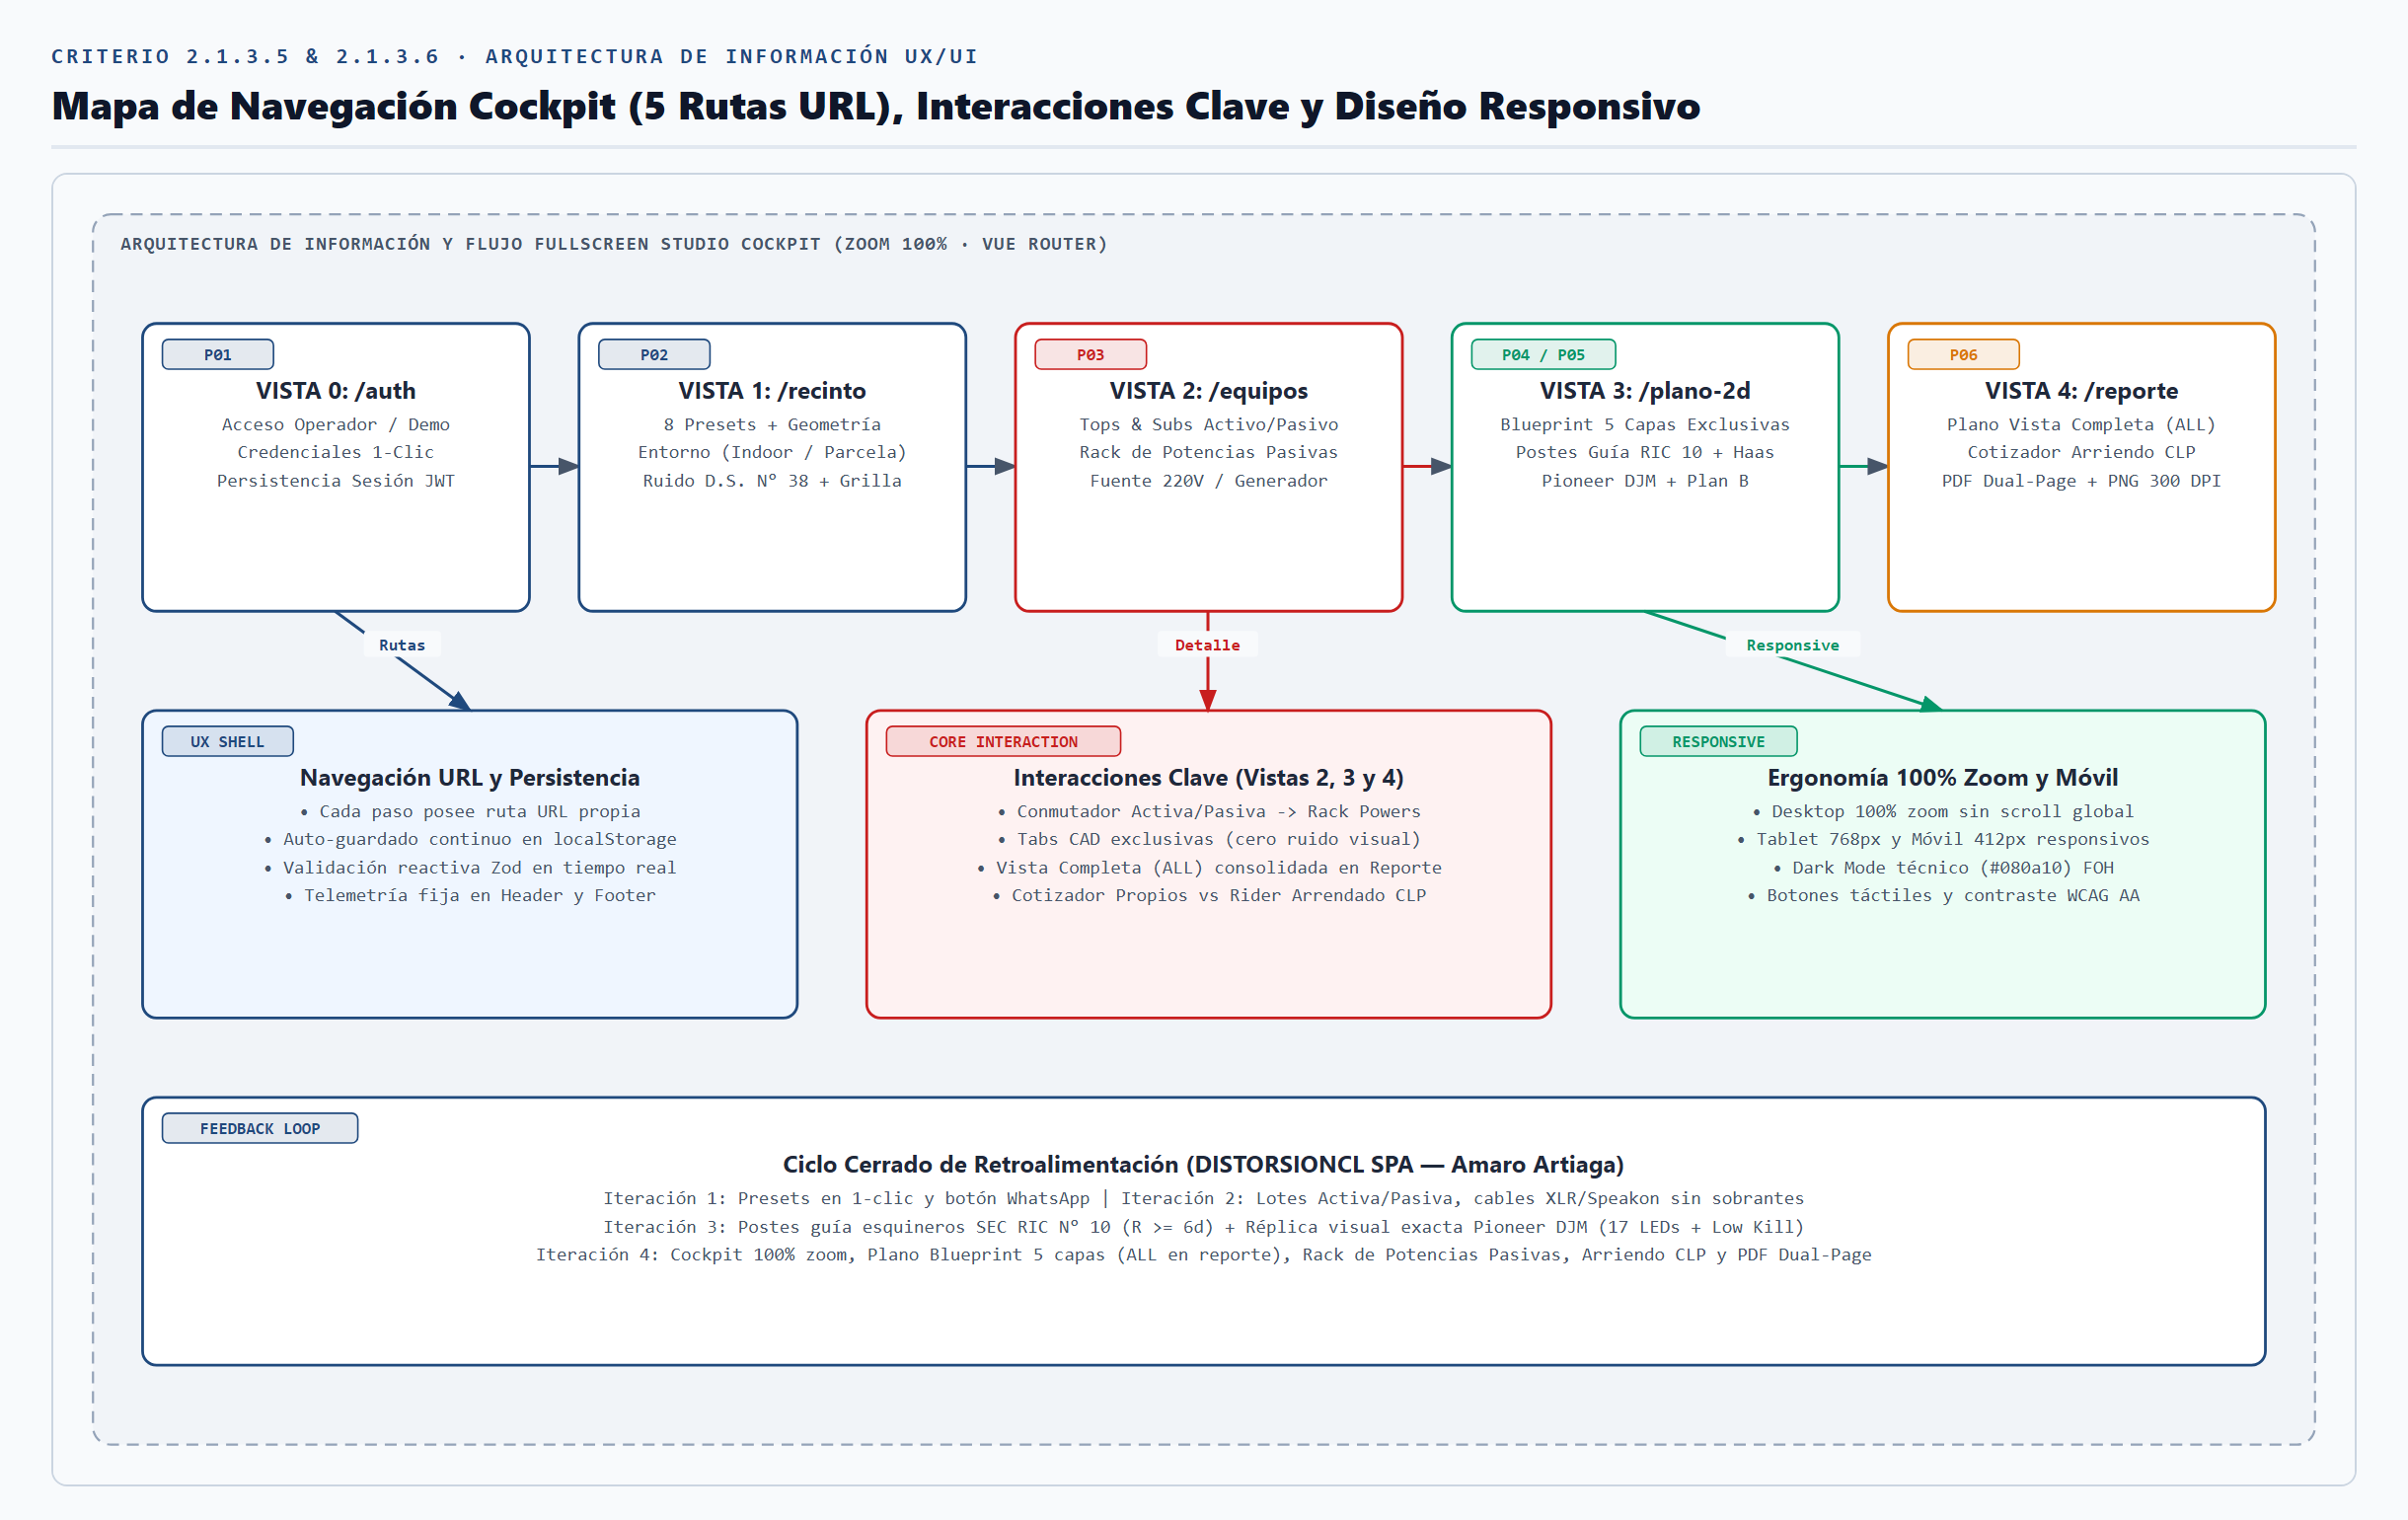 CRITERIO 2.1.3.5 & 2.1.3.6 · ARQUITECTURA DE INFORMACIÓN UX/UI
Mapa de Navegación Cockpit (5 Rutas URL), Interacciones Clave y Diseño Responsivo
ARQUITECTURA DE INFORMACIÓN Y FLUJO FULLSCREEN STUDIO COCKPIT (ZOOM 100% · VUE ROUTER)
P01
VISTA 0: /auth
Acceso Operador / Demo
Credenciales 1-Clic
Persistencia Sesión JWT
P02
VISTA 1: /recinto
8 Presets + Geometría
Entorno (Indoor / Parcela)
Ruido D.S. Nº 38 + Grilla
P03
VISTA 2: /equipos
Tops & Subs Activo/Pasivo
Rack de Potencias Pasivas
Fuente 220V / Generador
P04 / P05
VISTA 3: /plano-2d
Blueprint 5 Capas Exclusivas
Postes Guía RIC 10 + Haas
Pioneer DJM + Plan B
P06
VISTA 4: /reporte
Plano Vista Completa (ALL)
Cotizador Arriendo CLP
PDF Dual-Page + PNG 300 DPI
Rutas
Detalle
Responsive
UX SHELL
Navegación URL y Persistencia
• Cada paso posee ruta URL propia
• Auto-guardado continuo en localStorage
• Validación reactiva Zod en tiempo real
• Telemetría fija en Header y Footer
CORE INTERACTION
Interacciones Clave (Vistas 2, 3 y 4)
• Conmutador Activa/Pasiva -> Rack Powers
• Tabs CAD exclusivas (cero ruido visual)
• Vista Completa (ALL) consolidada en Reporte
• Cotizador Propios vs Rider Arrendado CLP
RESPONSIVE
Ergonomía 100% Zoom y Móvil
• Desktop 100% zoom sin scroll global
• Tablet 768px y Móvil 412px responsivos
• Dark Mode técnico (#080a10) FOH
• Botones táctiles y contraste WCAG AA
FEEDBACK LOOP
Ciclo Cerrado de Retroalimentación (DISTORSIONCL SPA — Amaro Artiaga)
Iteración 1: Presets en 1-clic y botón WhatsApp | Iteración 2: Lotes Activa/Pasiva, cables XLR/Speakon sin sobrantes
Iteración 3: Postes guía esquineros SEC RIC Nº 10 (R >= 6d) + Réplica visual exacta Pioneer DJM (17 LEDs + Low Kill)
Iteración 4: Cockpit 100% zoom, Plano Blueprint 5 capas (ALL en reporte), Rack de Potencias Pasivas, Arriendo CLP y PDF Dual-Page